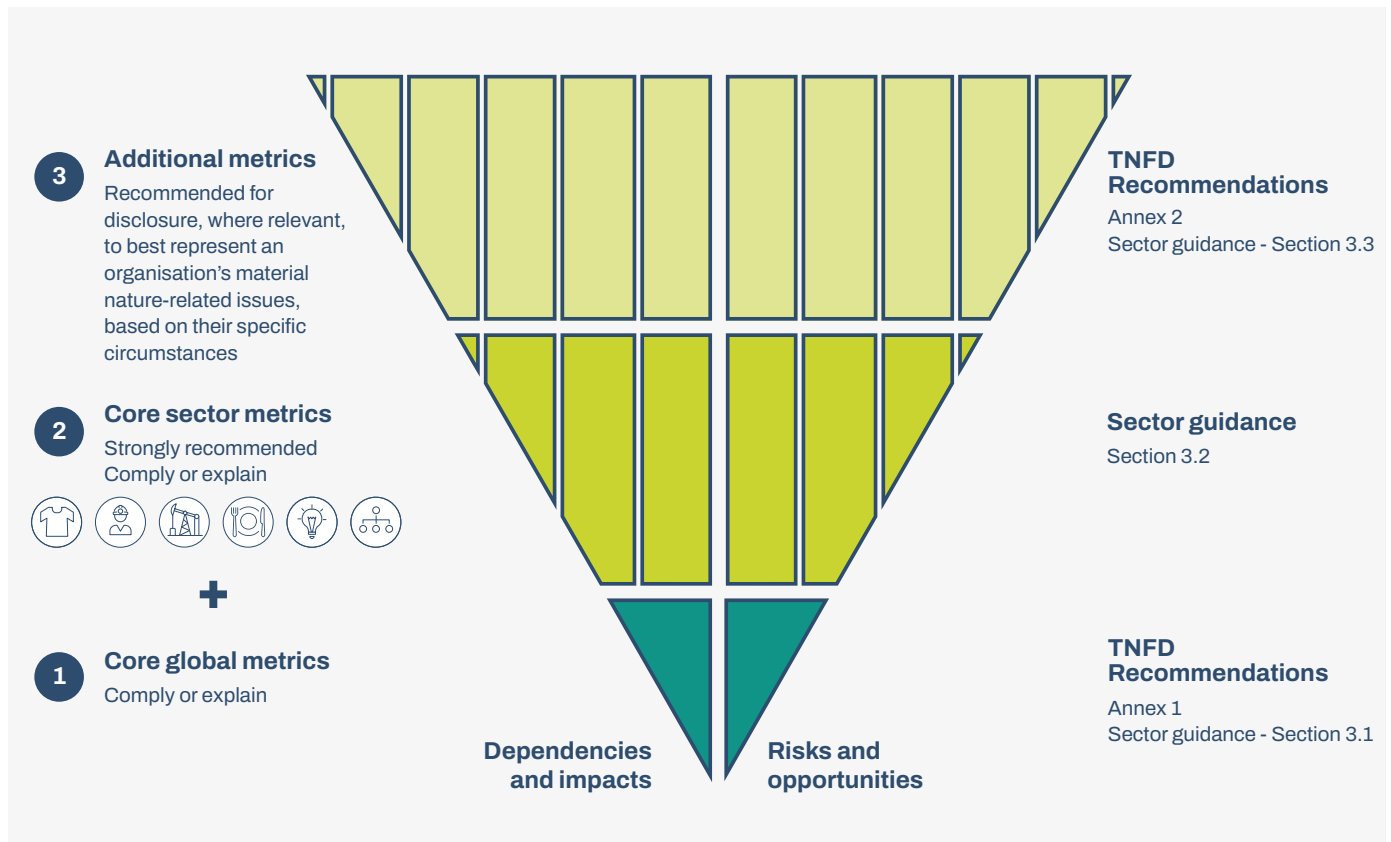 3
Additional metrics
Recommended for
disclosure, where relevant,
to best represent an
organisation’s material
nature-related issues,
based on their specific
circumstances
TNFD
Recommendations
Annex 2
Sector guidance - Section 3.3
2
Core sector metrics
Strongly recommended
Comply or explain
Sector guidance
Section 3.2
1
Core global metrics
Comply or explain
TNFD
Recommendations
Annex 1
Sector guidance - Section 3.1
Dependencies
and impacts
Risks and
opportunities